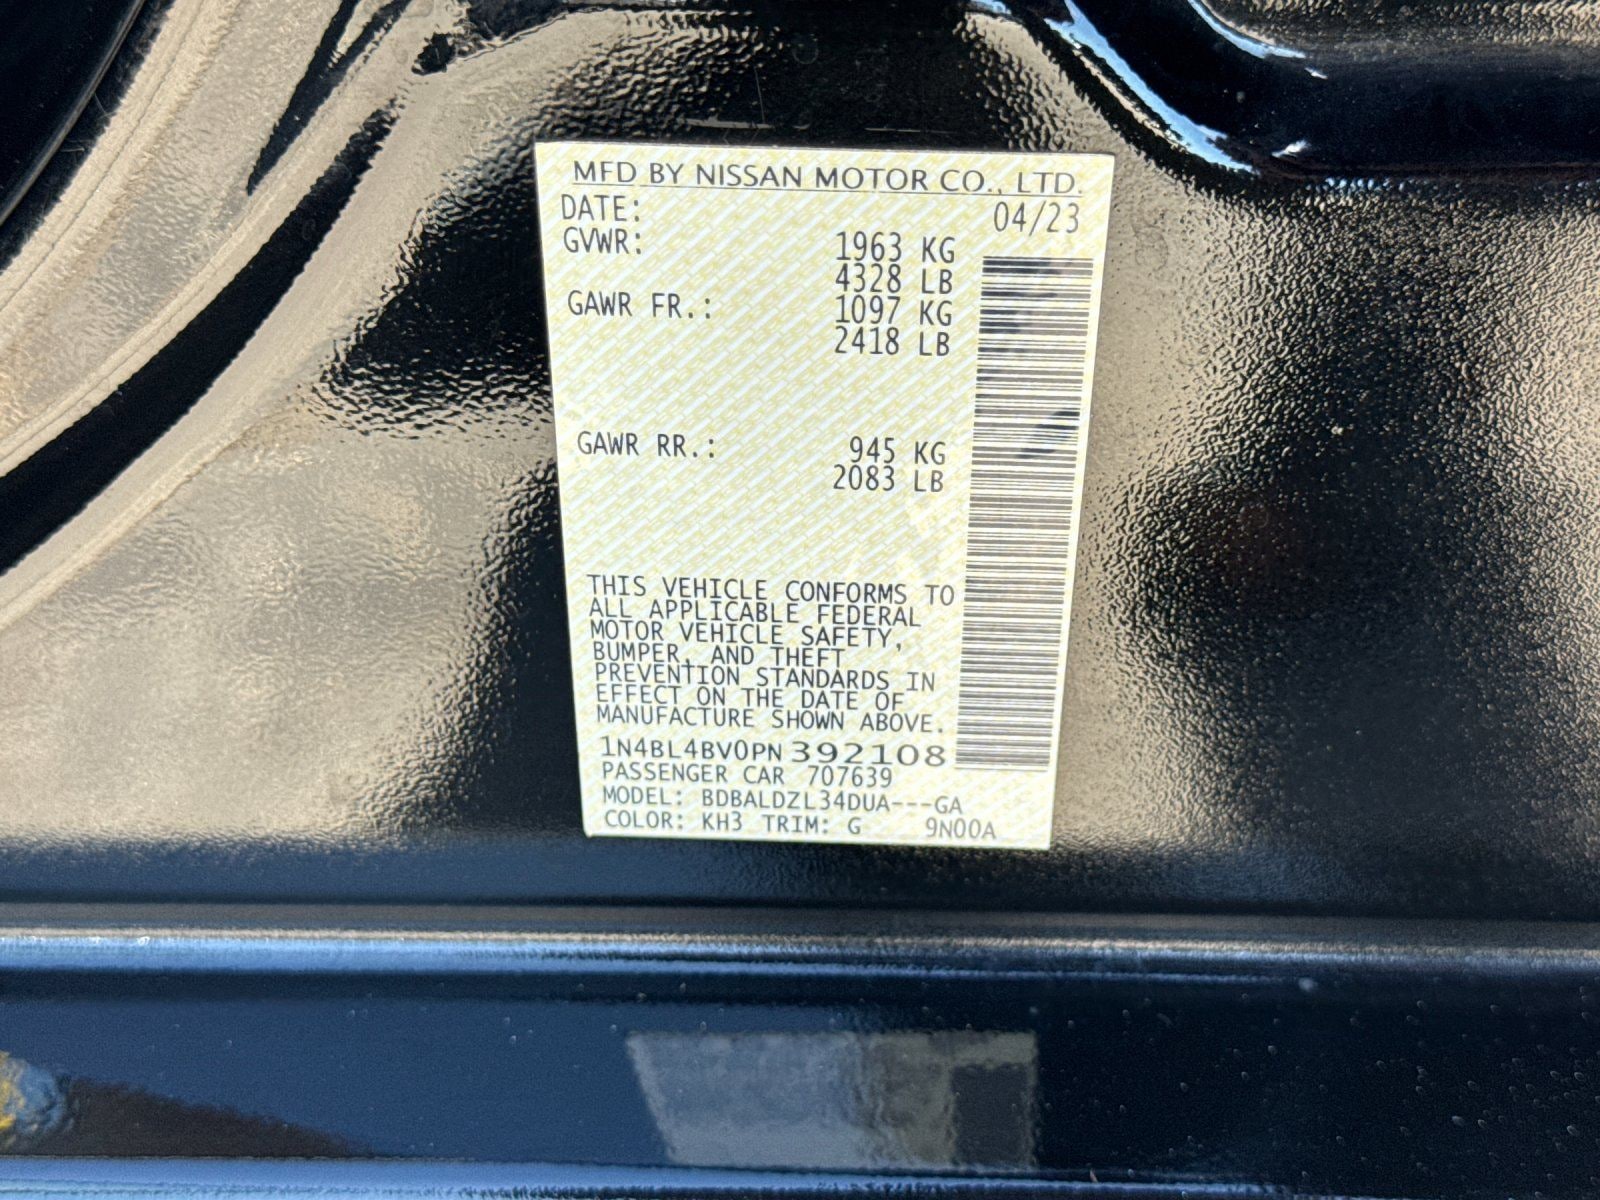 MFD BY NISSAN MOTOR CO., LTD.
DATE: 04/23
GVWR: 1963 KG
4328 LB
GAWR FR.: 1097 KG
2418 LB
GAWR RR.: 945 KG
2083 LB
THIS VEHICLE CONFORMS TO
ALL APPLICABLE FEDERAL
MOTOR VEHICLE SAFETY,
BUMPER, AND THEFT
PREVENTION STANDARDS IN
EFFECT ON THE DATE OF
MANUFACTURE SHOWN ABOVE.
1N4BL4BV0PN392108
PASSENGER CAR 707639
MODEL: BDBALDZL34DUA---GA
COLOR: KH3 TRIM: G 9N00A